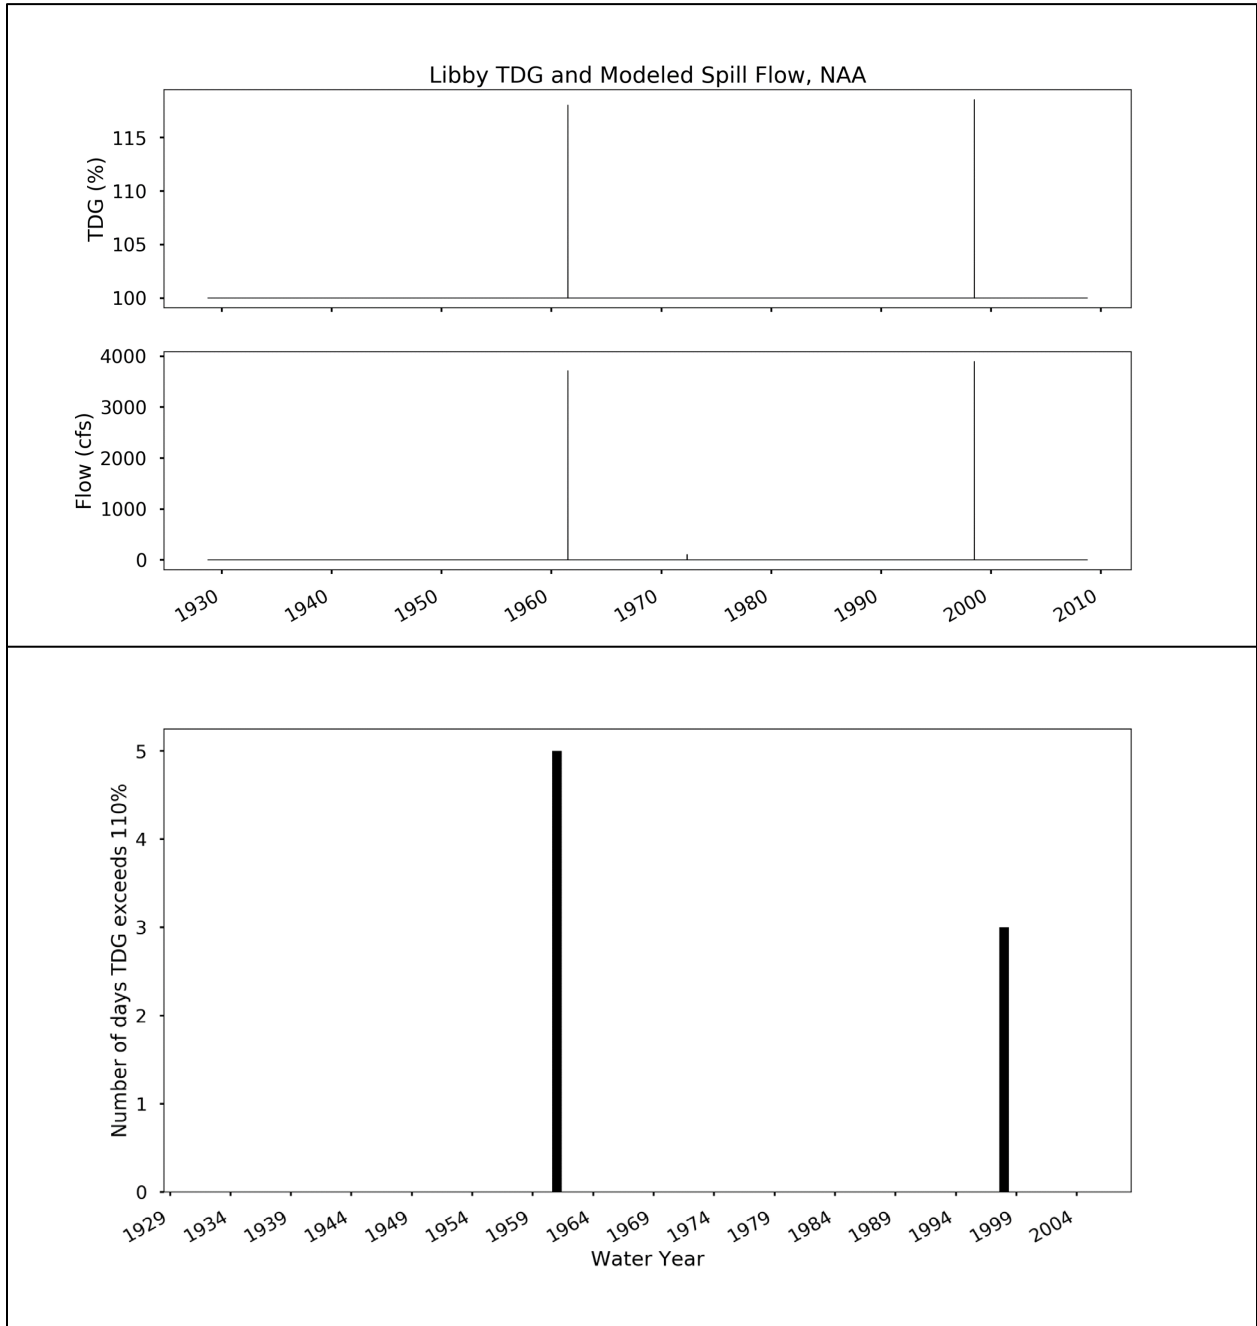 Libby TDG and Modeled Spill Flow, NAA
TDG (%)
115
110
105
100
Flow (cfs)
4000
3000
2000
1000
0
1930 1940 1950 1960 1970 1980 1990 2000 2010
Number of days TDG exceeds 110%
5
4
3
2
1
0
1929 1934 1939 1944 1949 1954 1959 1964 1969 1974 1979 1984 1989 1994 1999 2004
Water Year